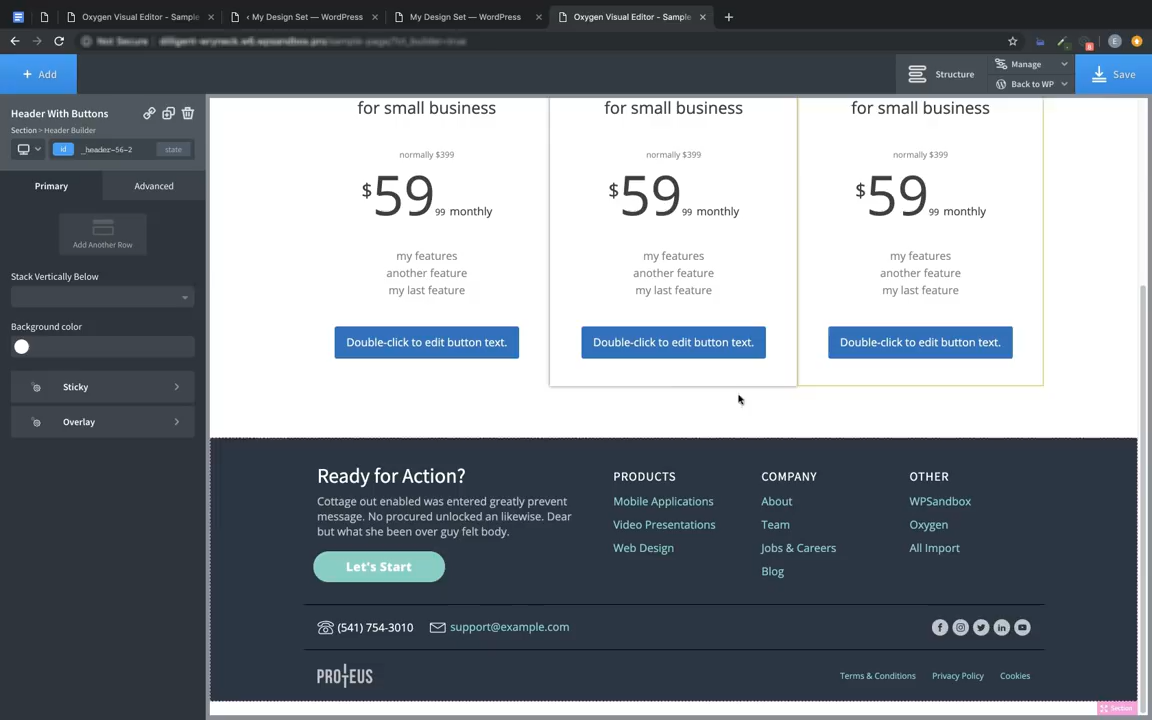 Oxygen Visual Editor - Sample
‹ My Design Set — WordPress
My Design Set — WordPress
Oxygen Visual Editor - Sample
Not Secure
E
8
+ Add
Structure
Manage
Back to WP
Save
Header With Buttons
Section > Header Builder
id
_header-56-2
state
Primary
Advanced
Add Another Row
Stack Vertically Below
Background color
Sticky
Overlay
for small business
for small business
for small business
normally $399
normally $399
normally $399
$59 99 monthly
$59 99 monthly
$59 99 monthly
my features
another feature
my last feature
my features
another feature
my last feature
my features
another feature
my last feature
Double-click to edit button text.
Double-click to edit button text.
Double-click to edit button text.
Ready for Action?
Cottage out enabled was entered greatly prevent
message. No procured unlocked an likewise. Dear
but what she been over guy felt body.
Let's Start
PRODUCTS
Mobile Applications
Video Presentations
Web Design
COMPANY
About
Team
Jobs & Careers
Blog
OTHER
WPSandbox
Oxygen
All Import
(541) 754-3010
support@example.com
PROTEUS
Terms & Conditions
Privacy Policy
Cookies
Section